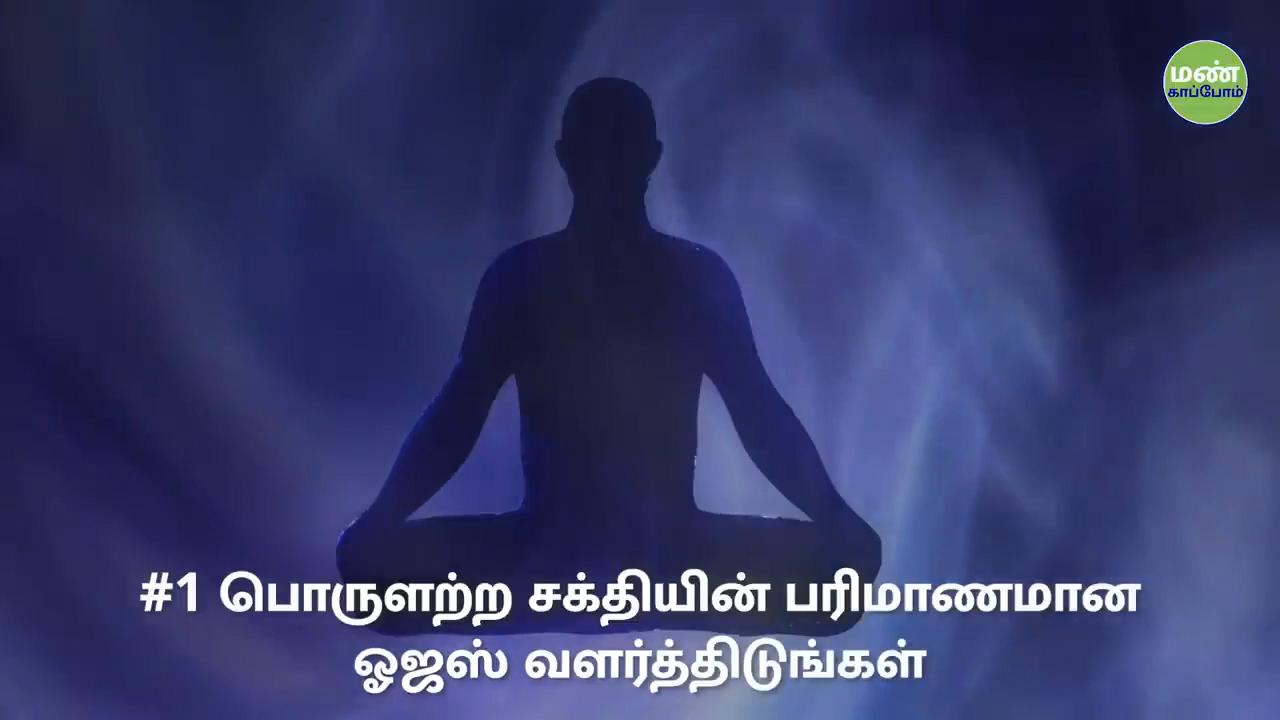 மண்
காப்போம்
#1 பொருளற்ற சக்தியின் பரிமாணமான
ஓஜஸ் வளர்த்திடுங்கள்